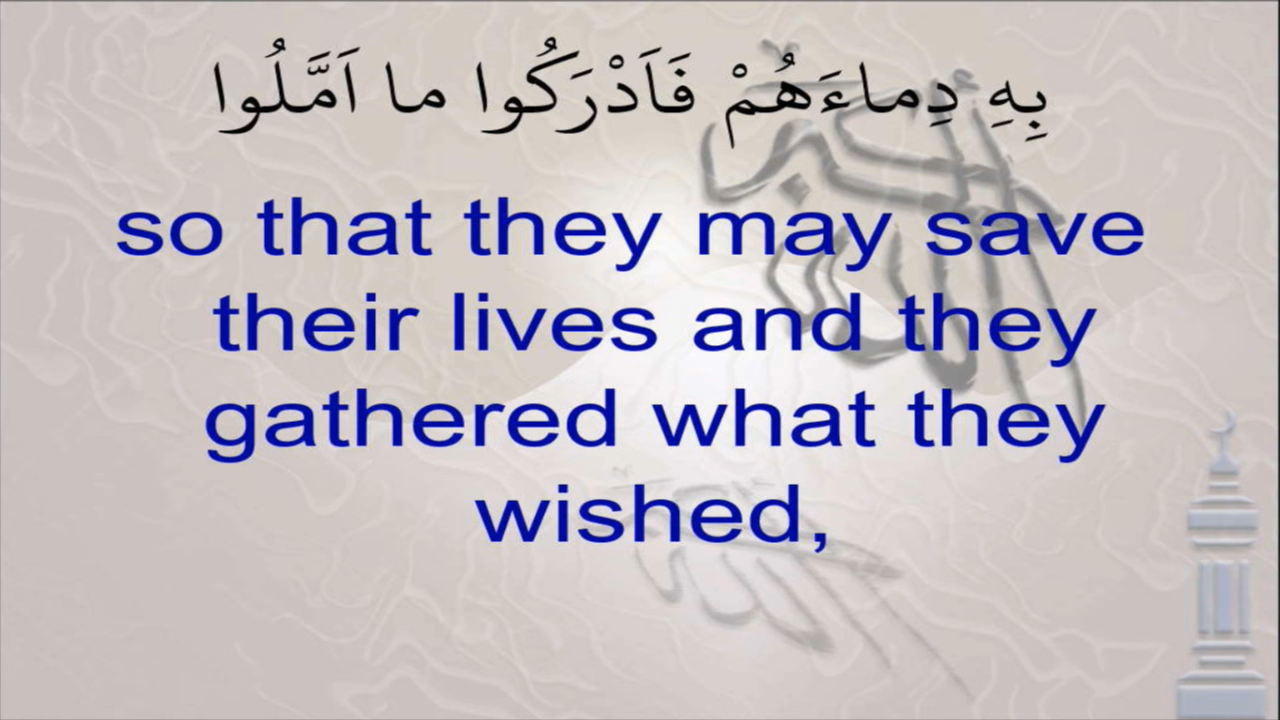 بِهِ دِماءَهُمْ فَاَدْرَكُوا ما اَمَّلُوا
so that they may save
their lives and they
gathered what they
wished,